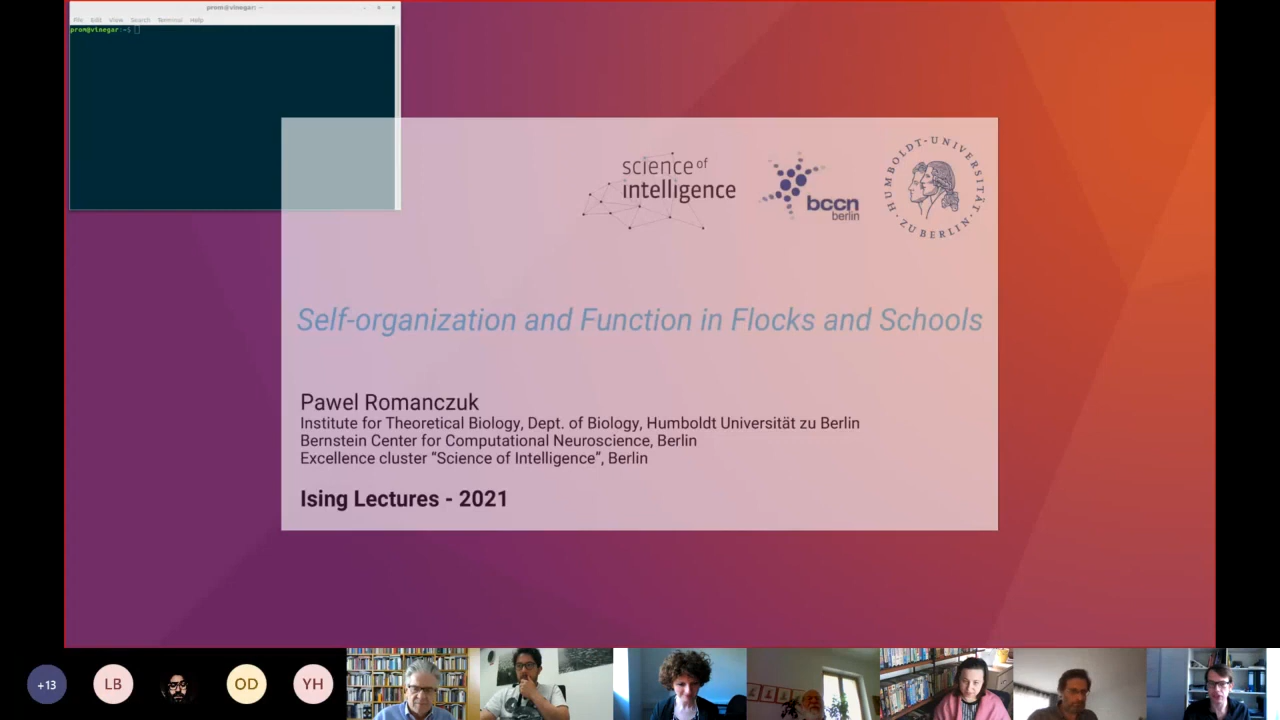 prom@vinegar: ~
File Edit View Search Terminal Help
prom@vinegar:~$
science of
intelligence
bccn
berlin
HUMBOLDT-UNIVERSITÄT
ZU BERLIN
Self-organization and Function in Flocks and Schools
Pawel Romanczuk
Institute for Theoretical Biology, Dept. of Biology, Humboldt Universität zu Berlin
Bernstein Center for Computational Neuroscience, Berlin
Excellence cluster “Science of Intelligence”, Berlin
Ising Lectures - 2021
+13
LB
OD
YH